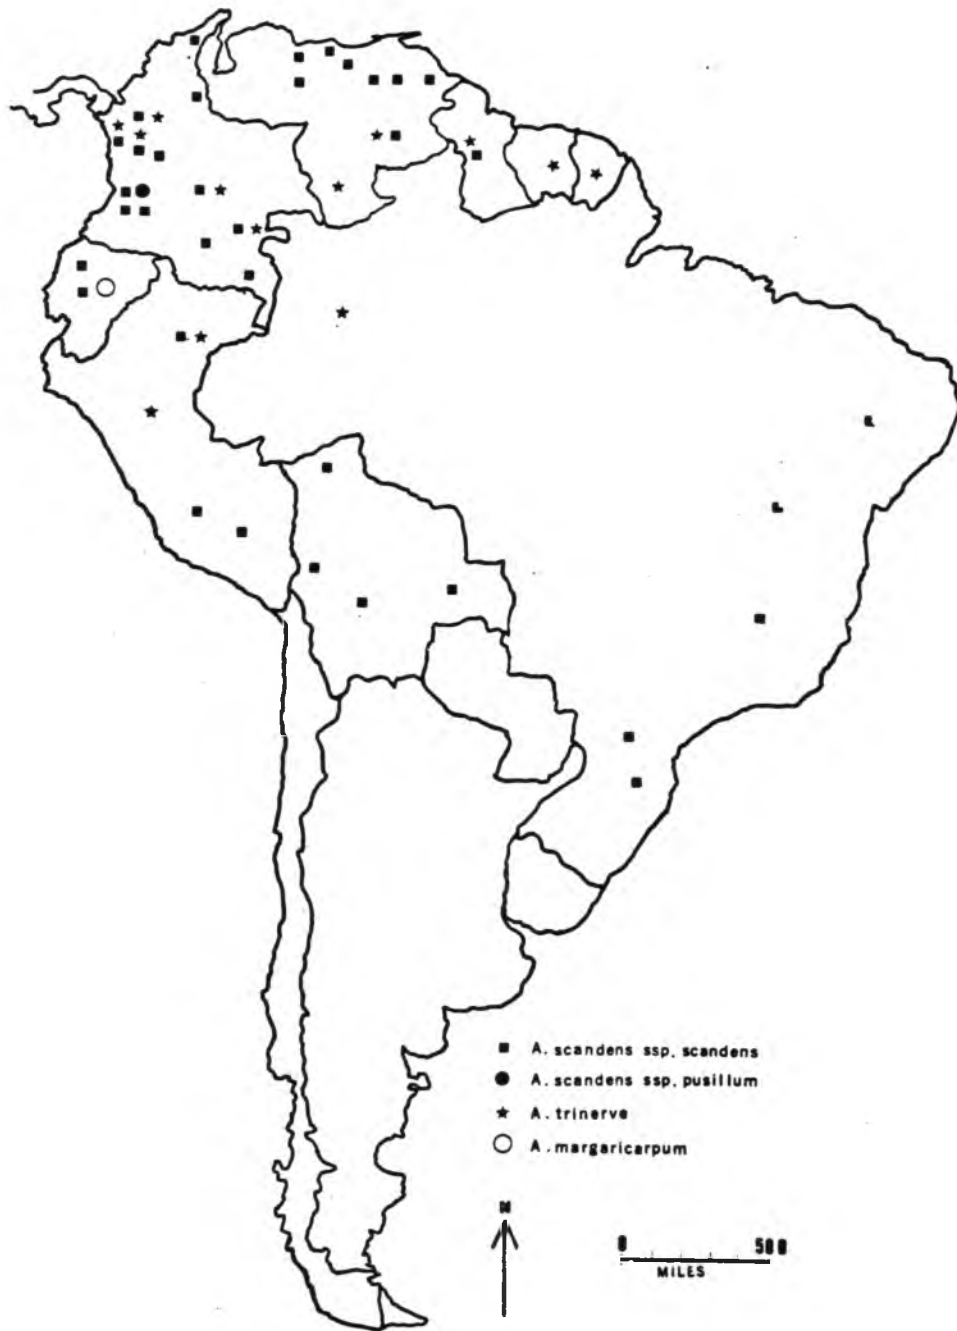 A. scandens ssp. scandens
A. scandens ssp. pusillum
A. trinerve
A. margaricarpum
N
0 500
MILES